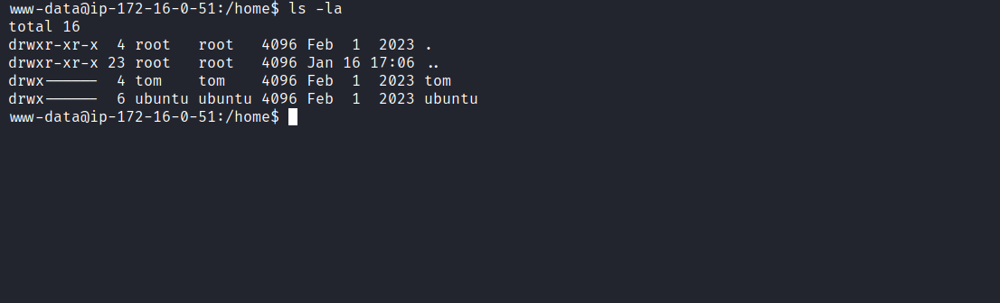 www-data@ip-172-16-0-51:/home$ ls -la
total 16
drwxr-xr-x  4 root   root   4096 Feb  1  2023 .
drwxr-xr-x 23 root   root   4096 Jan 16 17:06 ..
drwx------  4 tom    tom    4096 Feb  1  2023 tom
drwx------  6 ubuntu ubuntu 4096 Feb  1  2023 ubuntu
www-data@ip-172-16-0-51:/home$